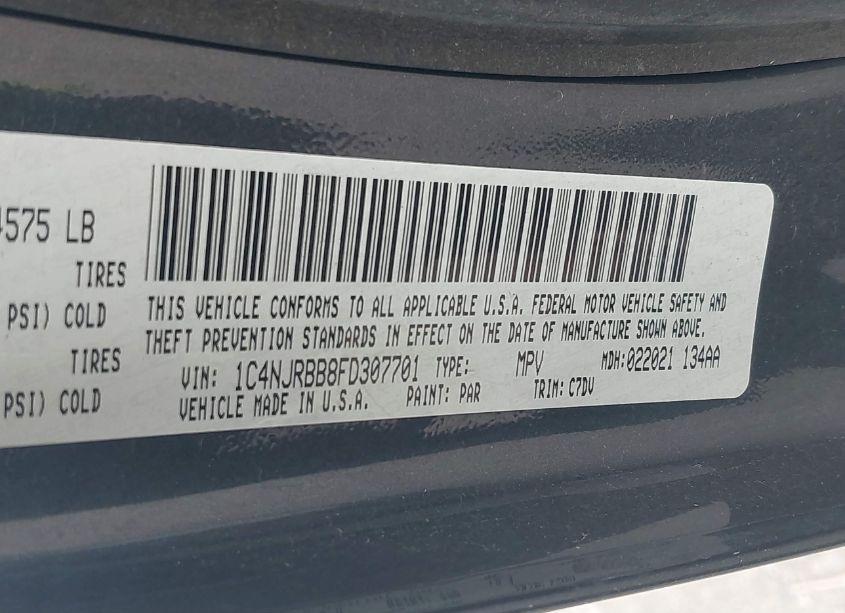 4575 LB
TIRES
PSI) COLD
TIRES
PSI) COLD
THIS VEHICLE CONFORMS TO ALL APPLICABLE U.S.A. FEDERAL MOTOR VEHICLE SAFETY AND
THEFT PREVENTION STANDARDS IN EFFECT ON THE DATE OF MANUFACTURE SHOWN ABOVE.
VIN: 1C4NJRBB8FD307701 TYPE: MPV MDH:022021 134AA
VEHICLE MADE IN U.S.A. PAINT: PAR TRIM: C7DV